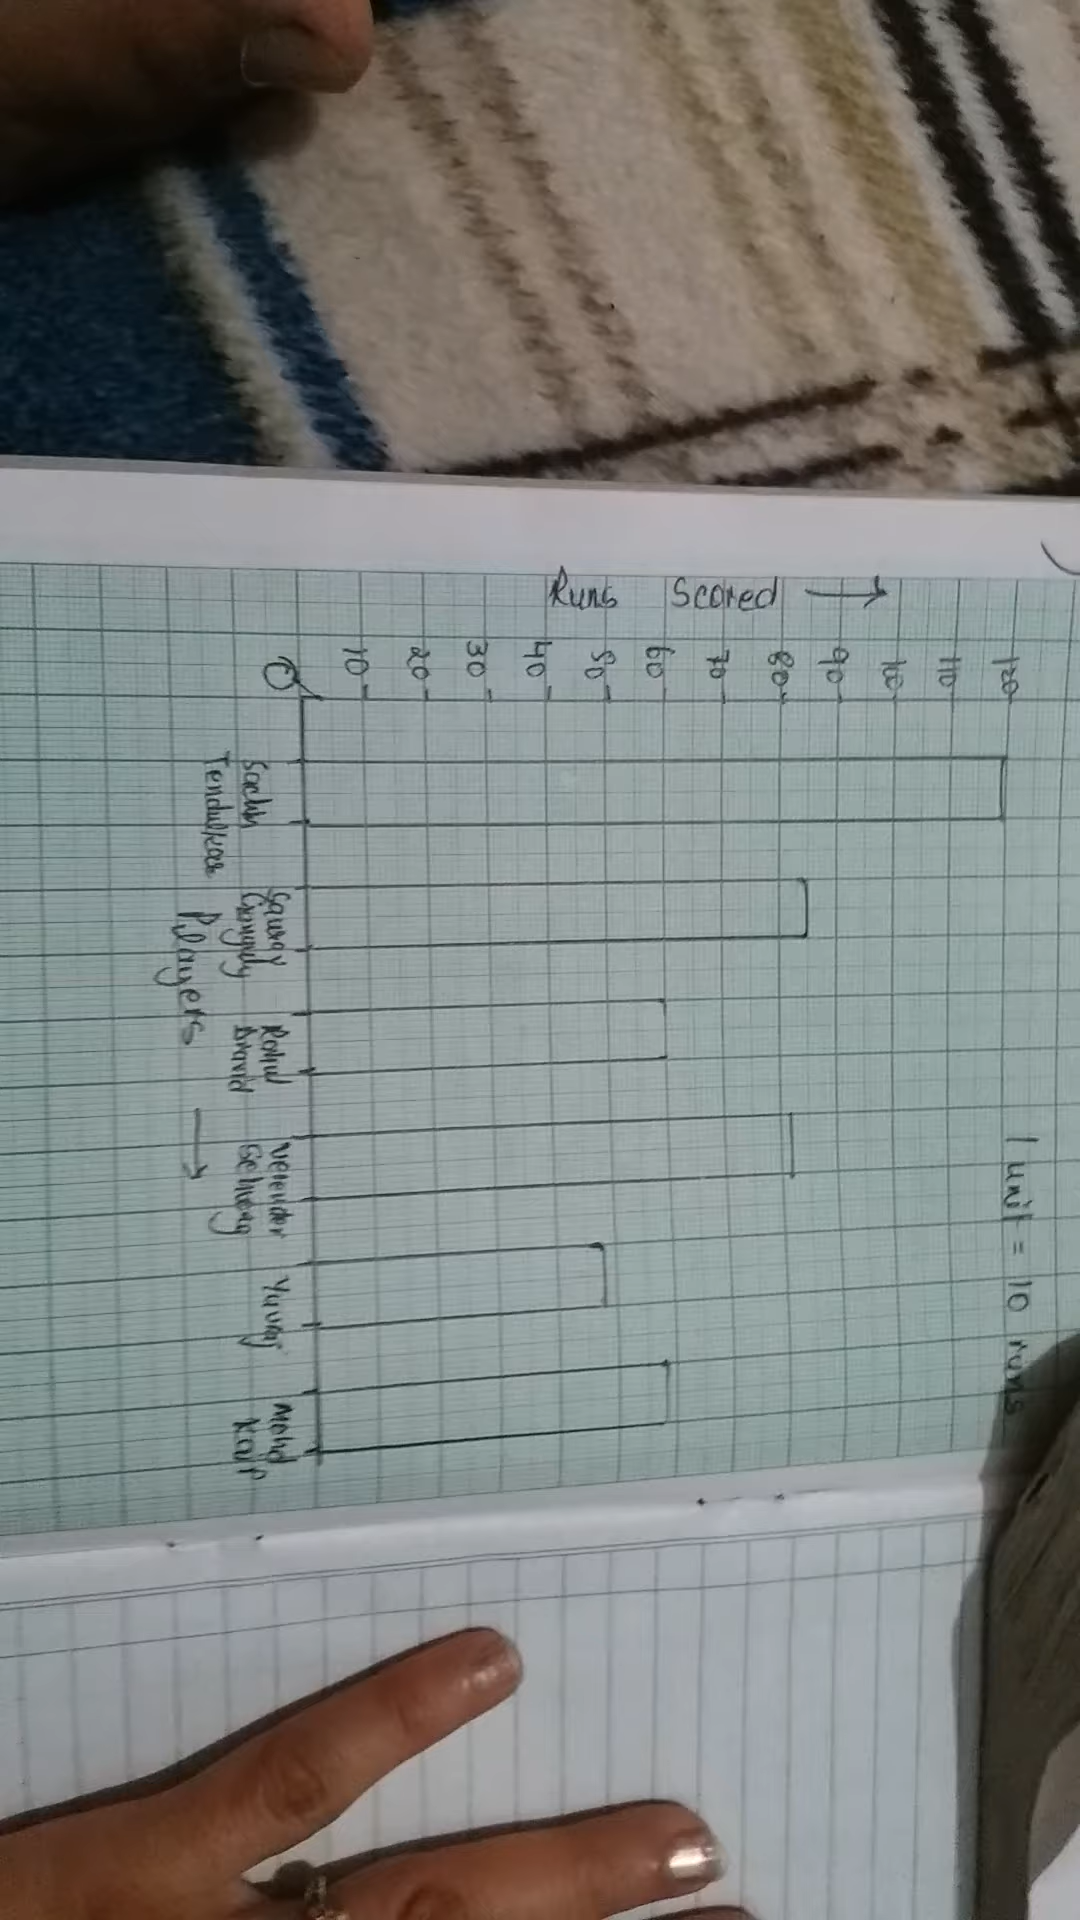 1 unit = 10 runs
Runs Scored →
120
110
100
90
80
70
60
50
40
30
20
10
O
Sachin
Tendulkar
Saurav
Ganguly
Rahul
Dravid
Verender
Sehwag
Yuvraj
Mohd
Kaif
Players →